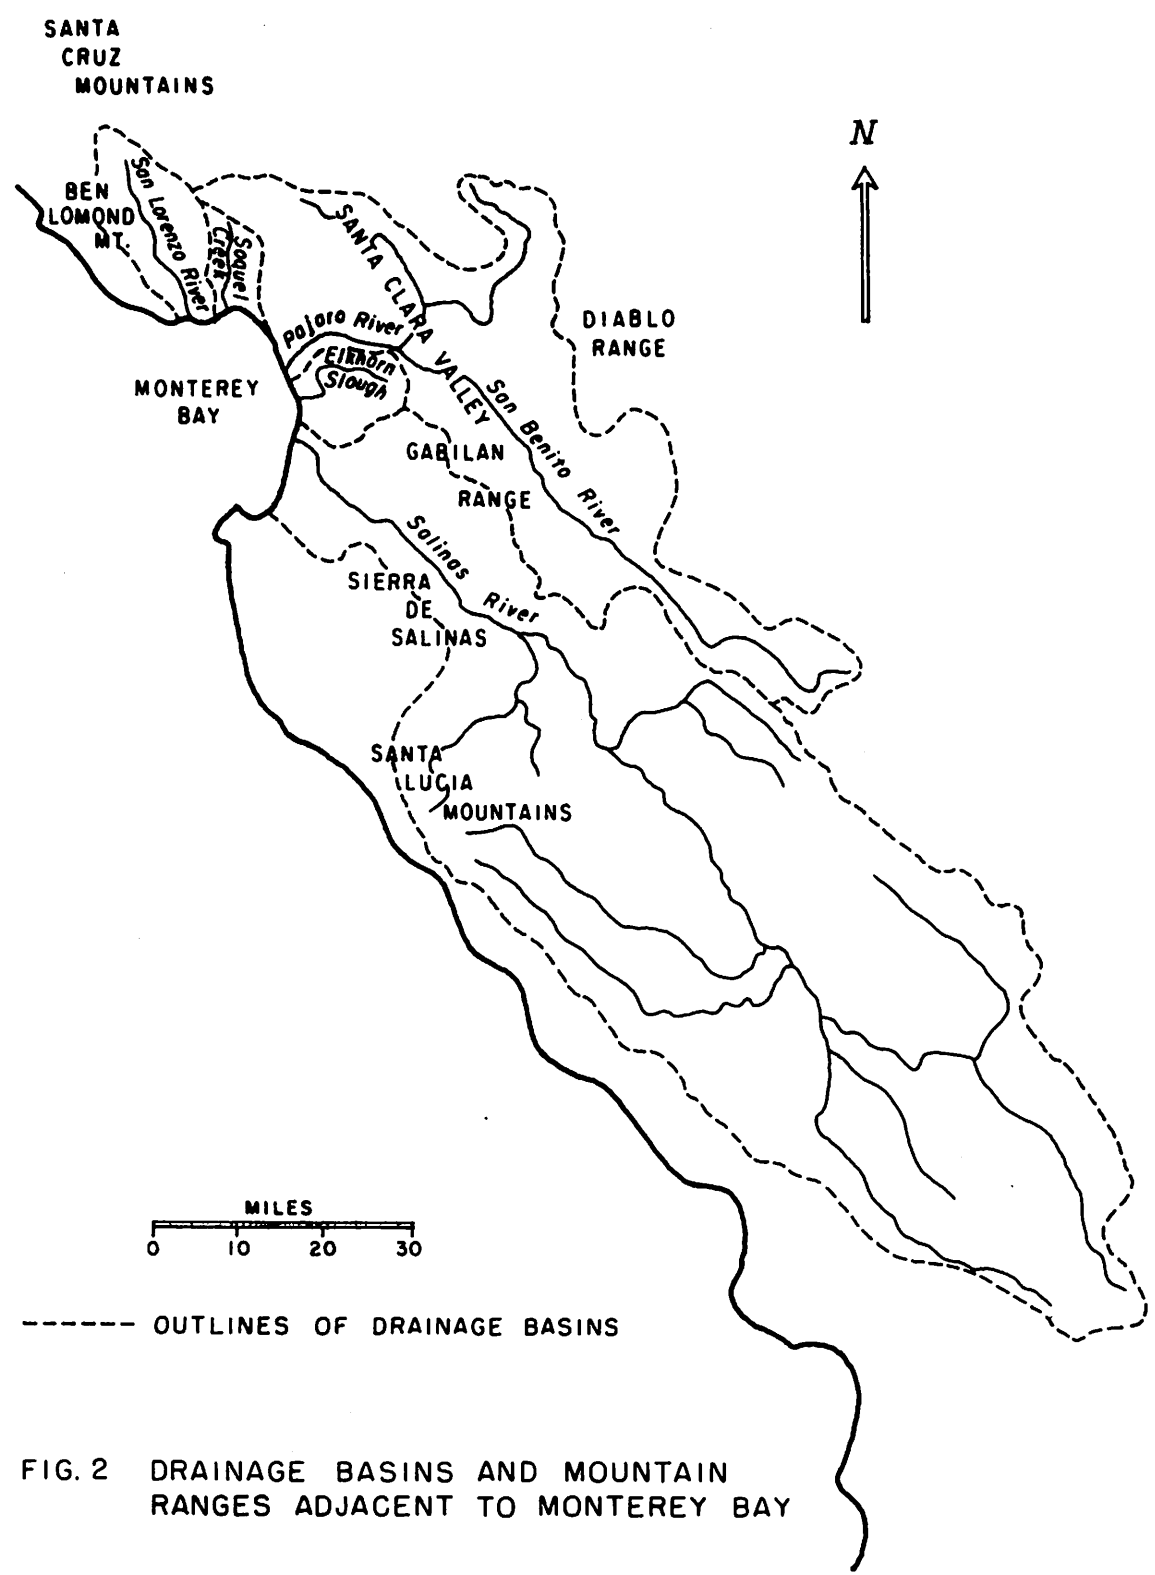 SANTA
CRUZ
MOUNTAINS
N
BEN
LOMOND
MT.
San Lorenzo River
Soquel
Creek
SANTA CLARA VALLEY
Pajaro River
Elkhorn
Slough
DIABLO
RANGE
MONTEREY
BAY
San Benito River
GABILAN
RANGE
Salinas River
SIERRA
DE
SALINAS
SANTA
LUCIA
MOUNTAINS
MILES
0 10 20 30
OUTLINES OF DRAINAGE BASINS
FIG. 2 DRAINAGE BASINS AND MOUNTAIN
RANGES ADJACENT TO MONTEREY BAY